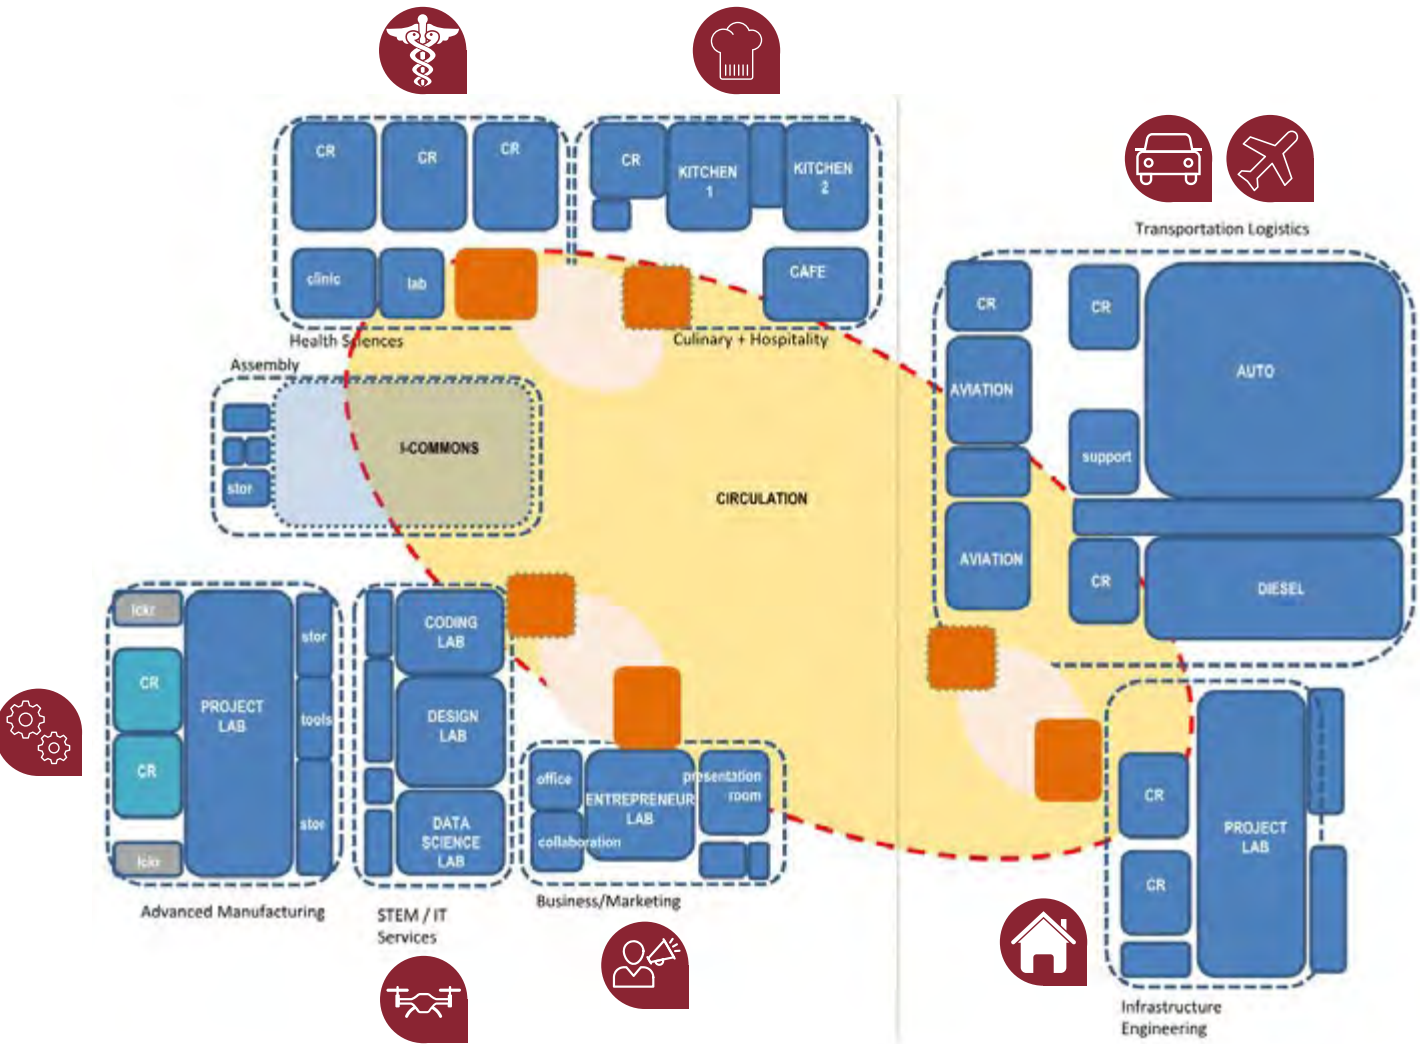 CR
CR
CR
clinic
lab
Health Sciences
CR
KITCHEN
1
KITCHEN
2
CAFE
Culinary + Hospitality
Transportation Logistics
CR
CR
AUTO
AVIATION
support
AVIATION
CR
DIESEL
Assembly
stor
I-COMMONS
CIRCULATION
lckr
CR
CR
lckr
PROJECT
LAB
stor
tools
stor
Advanced Manufacturing
CODING
LAB
DESIGN
LAB
DATA
SCIENCE
LAB
STEM / IT
Services
office
collaboration
ENTREPRENEUR
LAB
presentation
room
Business/Marketing
CR
CR
PROJECT
LAB
Infrastructure
Engineering